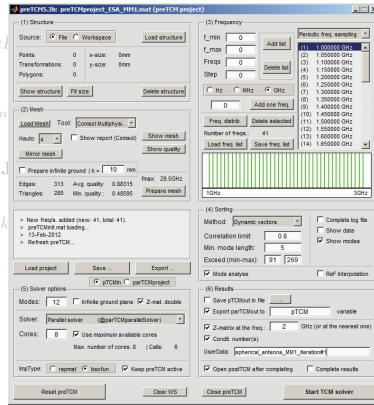 preTCM5.3b: preTCM_project_ESA_MM1.mat (preTCM project)
(1) Structure
Source:
File
Workspace
Load structure
Points: 0 x-size: 0mm
Transformations: 0 y-size: 0mm
Polygons: 0
Show structure
Fit size
Delete structure
(2) Mesh
Load Mesh
Tool:
Comsol Multiphysi...
Hauto: 4
Show report (Comsol)
Show mesh
Mirror mesh
Show quality
Prepare infinite ground | h = 10 mm
fmax: 29.5GHz
Edges: 313 Avg. quality: 0.88315
Triangles: 280 Min. quality: 0.48595
Prepare mesh
> New freq/s. added (new: 41, total: 41).
> preTCMinit.mat loading...
> 13-Feb-2012
> Refresh preTCM...
Load project
Save ...
Export ...
pTCMin
parTCMproject
(5) Solver options
Modes: 12
Infinite ground plane
Z-mat. double
Solver: Parallel solver (@parTCMparallelSolver)
Cores: 8
Use maximum available cores
Max. number of cores: 8 | Calls: 6
impType:
repmat
bsxfun
Keep preTCM active
(3) Frequency
f_min 0
f_max 0
Freqs 0
Step 0
Add list
Delete list
Periodic freq. sampling
(1) 1.000000 GHz
(2) 1.050000 GHz
(3) 1.100000 GHz
(4) 1.150000 GHz
(5) 1.200000 GHz
(6) 1.250000 GHz
(7) 1.300000 GHz
(8) 1.350000 GHz
(9) 1.400000 GHz
(10) 1.450000 GHz
(11) 1.500000 GHz
(12) 1.550000 GHz
(13) 1.600000 GHz
(14) 1.650000 GHz
Hz
MHz
GHz
0
Add one freq.
Freq. distrib.
Delete selected
Number of freqs.: 41
Load freq. list
Save freq. list
1GHz
3GHz
(4) Sorting
Method: Dynamic vectors
Complete log file
Show data
Show modes
Correlation limit: 0.8
Min. mode length: 5
Exceed (min-max): 91 269
Mode analyse
ReF Interpolation
(6) Results
Save pTCMout in file
...
Export parTCMout to pTCM variable
Z-matrix at the freq.: 2 GHz (or at the nearest one)
Condit. number(s)
UserData: spherical_antenna_MM1_iteration#1
Open postTCM after completing
Complete results
Reset preTCM
Clear WS
Close preTCM
Start TCM solver